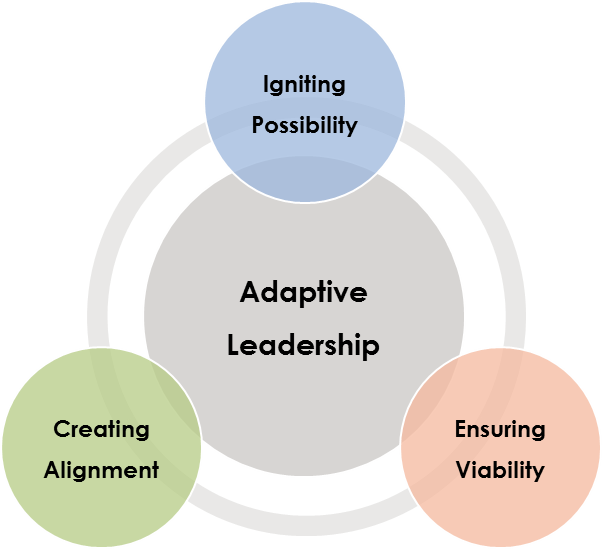 Igniting
Possibility
Adaptive
Leadership
Creating
Alignment
Ensuring
Viability